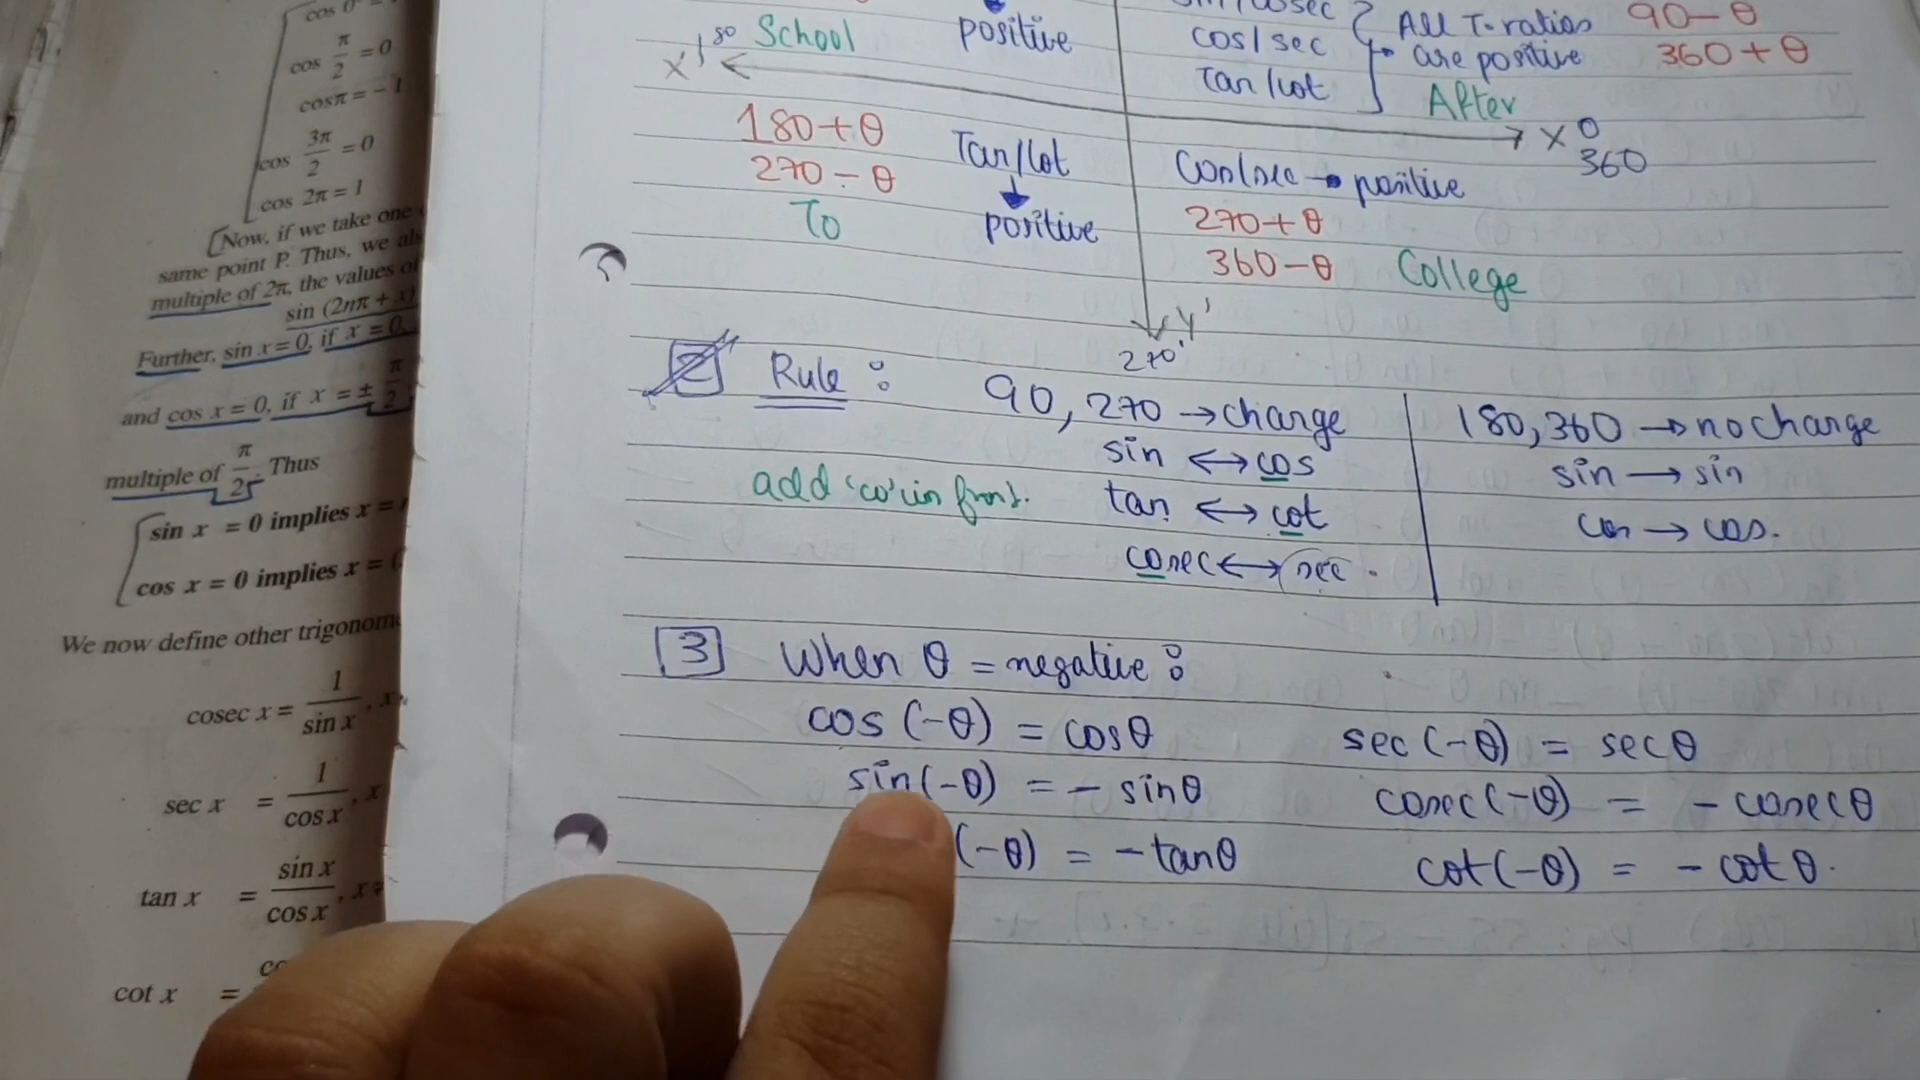 cos π/2 = 0
cosπ = - 1
cos 3π/2 = 0
cos 2π = 1
[Now, if we take one
same point P. Thus, we
multiple of 2π, the values
sin (2nπ + x)
Further, sin x = 0, if x = 0,
and cos x = 0, if x = ± π/2,
multiple of π/2. Thus
sin x = 0 implies x =
cos x = 0 implies x =
We now define other
cosec x = 1/sin x, x
sec x = 1/cos x, x
tan x = sin x/cos x, x
cot x =
School positive
cos/sec
Tan/cot
All T-ratios are positive
After
90-θ
360+θ
X'
X 0
360
180+θ
270-θ
To
Tan/Cot
positive
Cos/sec → positive
270+θ
360-θ College
Y'
270°
2 Rule :
90, 270 → change
sin ↔ cos
add 'co' in front. tan ↔ cot
cosec ↔ sec.
180, 360 → no change
sin → sin
cos → cos.
3 When θ = negative :
cos (-θ) = cosθ sec (-θ) = secθ
sin(-θ) = - sinθ cosec(-θ) = - cosecθ
(-θ) = -tanθ cot(-θ) = - cotθ.